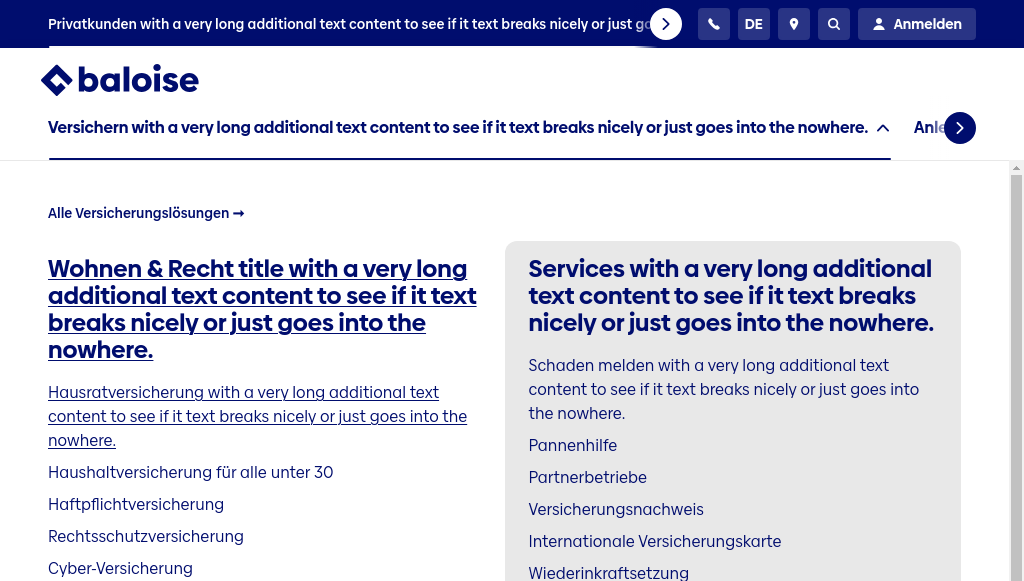 Privatkunden with a very long additional text content to see if it text breaks nicely or just go
DE
Anmelden
baloise
Versichern with a very long additional text content to see if it text breaks nicely or just goes into the nowhere.
Anle
Alle Versicherungslösungen →
Wohnen & Recht title with a very long
additional text content to see if it text
breaks nicely or just goes into the
nowhere.
Hausratversicherung with a very long additional text
content to see if it text breaks nicely or just goes into the
nowhere.
Haushaltversicherung für alle unter 30
Haftpflichtversicherung
Rechtsschutzversicherung
Cyber-Versicherung
Services with a very long additional
text content to see if it text breaks
nicely or just goes into the nowhere.
Schaden melden with a very long additional text
content to see if it text breaks nicely or just goes into
the nowhere.
Pannenhilfe
Partnerbetriebe
Versicherungsnachweis
Internationale Versicherungskarte
Wiederinkraftsetzung